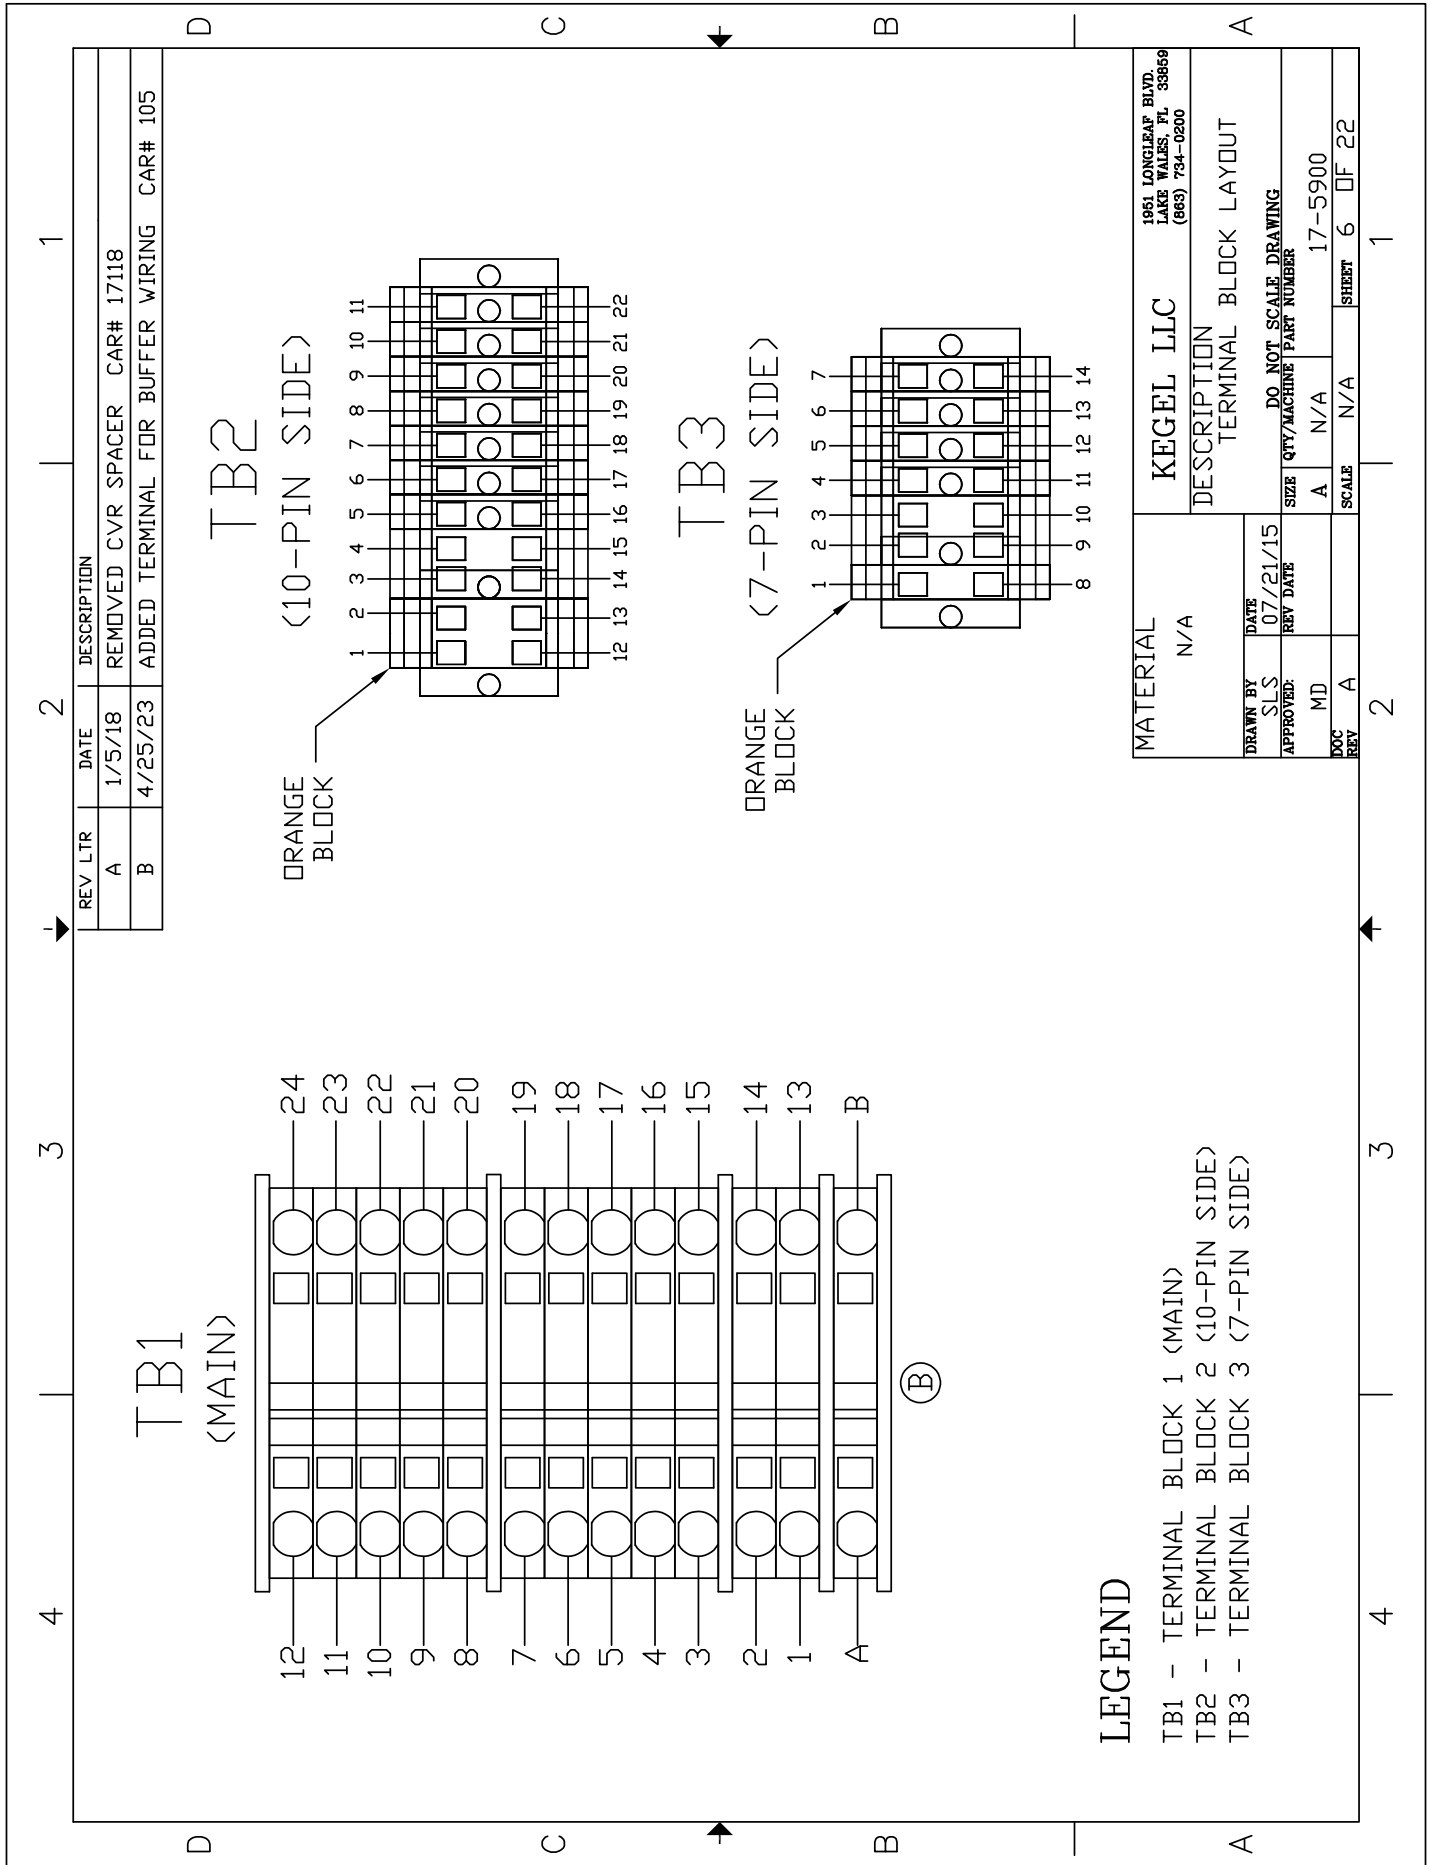 D
C
B
A
1
2
3
4
REV LTR DATE DESCRIPTION
A 1/5/18 REMOVED CVR SPACER CAR# 17118
B 4/25/23 ADDED TERMINAL FOR BUFFER WIRING CAR# 105
TB1
(MAIN)
12 24
11 23
10 22
9 21
8 20
7 19
6 18
5 17
4 16
3 15
2 14
1 13
A B
B
TB2
(10-PIN SIDE)
1 2 3 4 5 6 7 8 9 10 11
12 13 14 15 16 17 18 19 20 21 22
ORANGE
BLOCK
TB3
(7-PIN SIDE)
1 2 3 4 5 6 7
8 9 10 11 12 13 14
ORANGE
BLOCK
LEGEND
TB1 - TERMINAL BLOCK 1 (MAIN)
TB2 - TERMINAL BLOCK 2 (10-PIN SIDE)
TB3 - TERMINAL BLOCK 3 (7-PIN SIDE)
MATERIAL
N/A
KEGEL LLC
1951 LONGLEAF BLVD.
LAKE WALES, FL 33859
(863) 734-0200
DESCRIPTION
TERMINAL BLOCK LAYOUT
DO NOT SCALE DRAWING
DRAWN BY
SLS
DATE
07/21/15
APPROVED:
MD
REV DATE
DOC
REV
A
SIZE
A
QTY/MACHINE
N/A
PART NUMBER
17-5900
SCALE
N/A
SHEET 6 OF 22
4
3
2
1
D
C
B
A